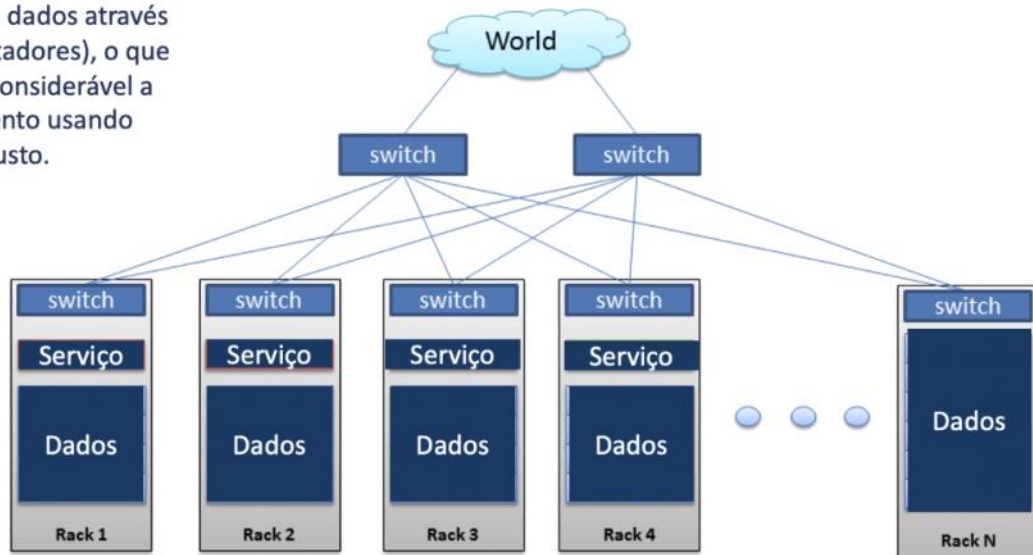 dados através
tadores), o que
onsiderável a
ento usando
usto.
World
switch switch
switch switch switch switch switch
Serviço Serviço Serviço Serviço
Dados Dados Dados Dados Dados
Rack 1 Rack 2 Rack 3 Rack 4 Rack N